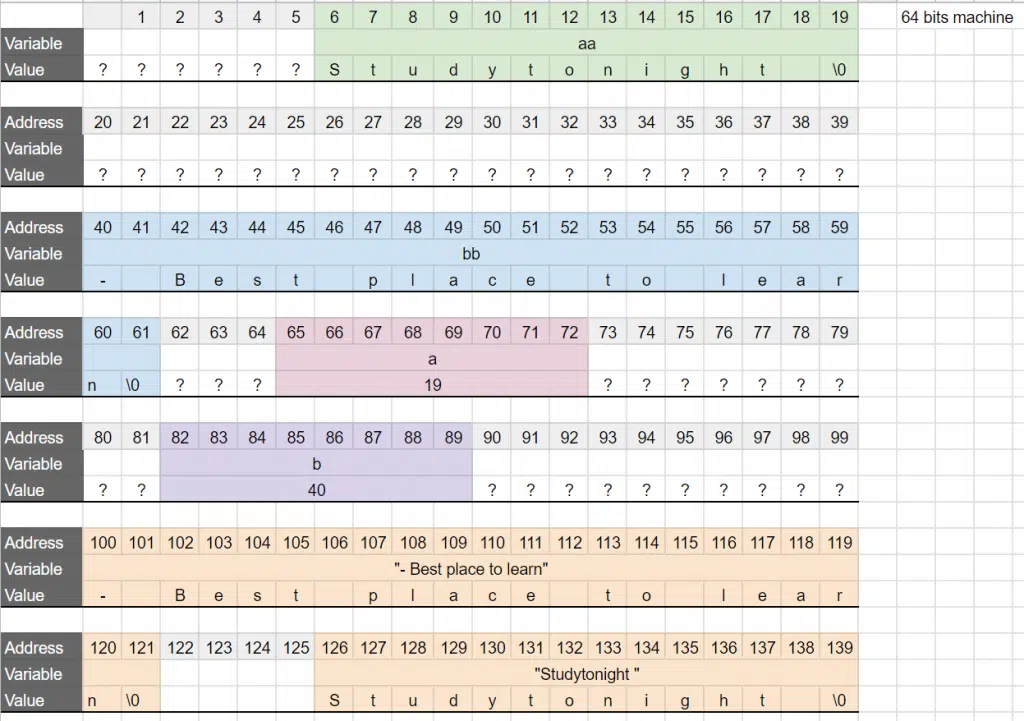 1 2 3 4 5 6 7 8 9 10 11 12 13 14 15 16 17 18 19 64 bits machine
Variable aa
Value ? ? ? ? ? ? S t u d y t o n i g h t \0
Address 20 21 22 23 24 25 26 27 28 29 30 31 32 33 34 35 36 37 38 39
Variable
Value ? ? ? ? ? ? ? ? ? ? ? ? ? ? ? ? ? ? ? ?
Address 40 41 42 43 44 45 46 47 48 49 50 51 52 53 54 55 56 57 58 59
Variable bb
Value - B e s t p l a c e t o l e a r
Address 60 61 62 63 64 65 66 67 68 69 70 71 72 73 74 75 76 77 78 79
Variable a
Value n \0 ? ? ? 19 ? ? ? ? ? ? ?
Address 80 81 82 83 84 85 86 87 88 89 90 91 92 93 94 95 96 97 98 99
Variable b
Value ? ? 40 ? ? ? ? ? ? ? ? ? ?
Address 100 101 102 103 104 105 106 107 108 109 110 111 112 113 114 115 116 117 118 119
Variable "- Best place to learn"
Value - B e s t p l a c e t o l e a r
Address 120 121 122 123 124 125 126 127 128 129 130 131 132 133 134 135 136 137 138 139
Variable "Studytonight "
Value n \0 S t u d y t o n i g h t \0